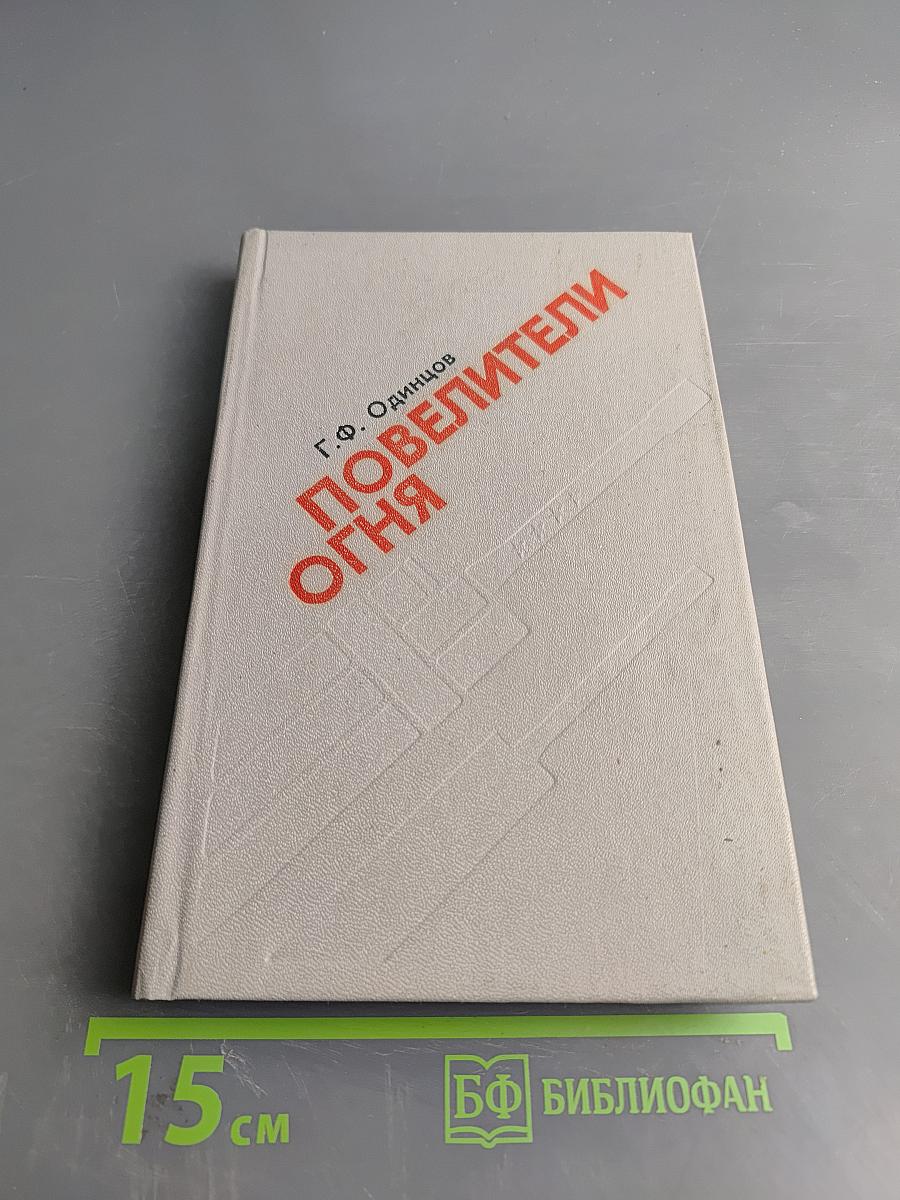 Г.Ф. Одинцов
ПОВЕЛИТЕЛИ
ОГНЯ
15 см
БФ БИБЛИОФАН